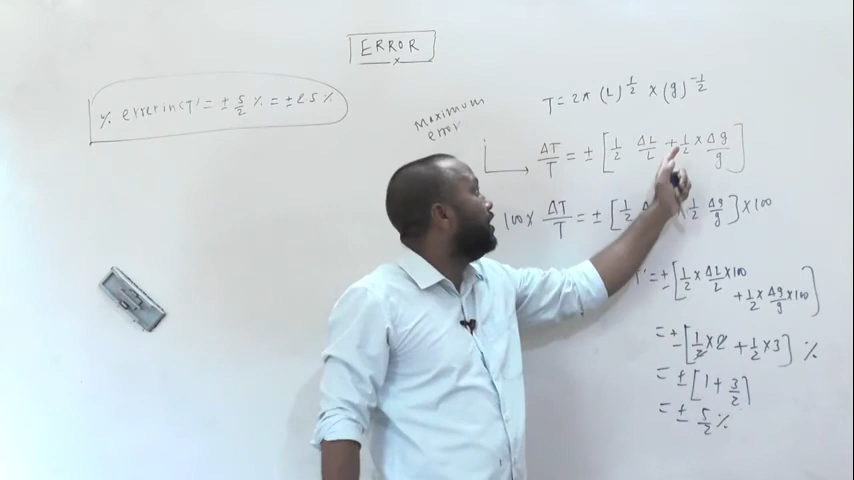 ERROR
% error in 'T' = ± 5/2 % = ± 2.5 %
maximum
error
T = 2π (L)^1/2 × (g)^-1/2
ΔT/T = ± [1/2 ΔL/L + 1/2 × Δg/g]
100 × ΔT/T = ± [1/2 1/2 Δg/g] × 100
T' = ± [1/2 × ΔL/L × 100
+ 1/2 × Δg/g × 100]
= ± [1/2 × 2 + 1/2 × 3] %
= ± [1 + 3/2]
= ± 5/2 %